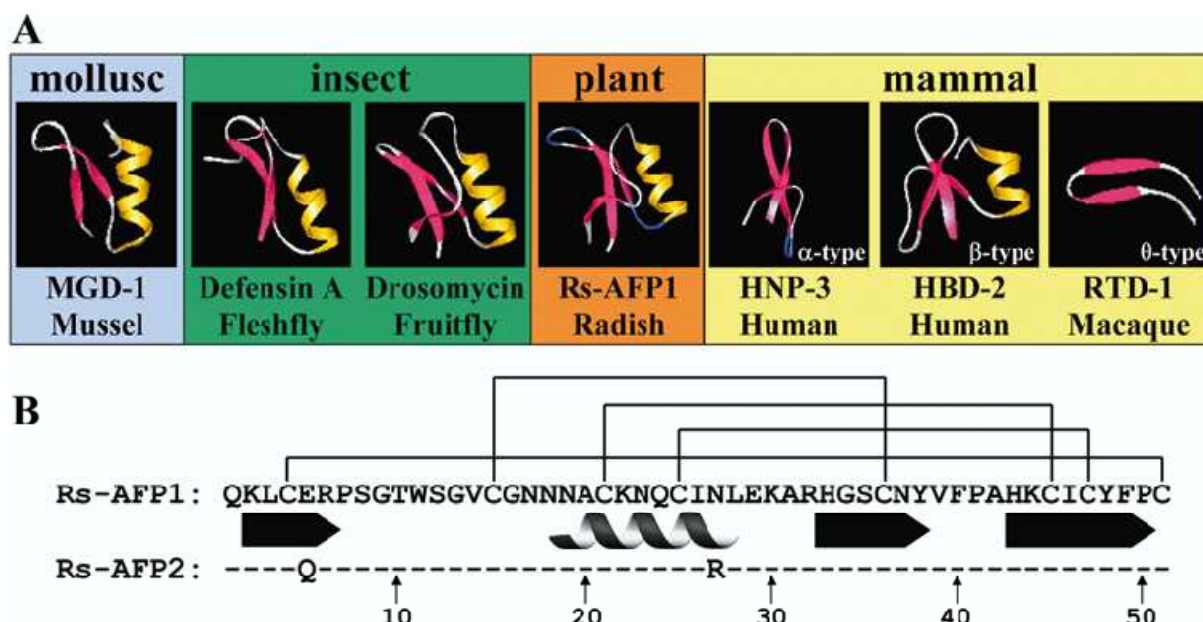 A
mollusc insect plant mammal
α-type β-type θ-type
MGD-1 Defensin A Drosomycin Rs-AFP1 HNP-3 HBD-2 RTD-1
Mussel Fleshfly Fruitfly Radish Human Human Macaque
B
Rs-AFP1: QKLCERPSGTWSGVCGNNNACKNQCINLEKARHGSCNYVFPAHKCICYFPC
Rs-AFP2: ----Q---------------------R------------------------
10 20 30 40 50